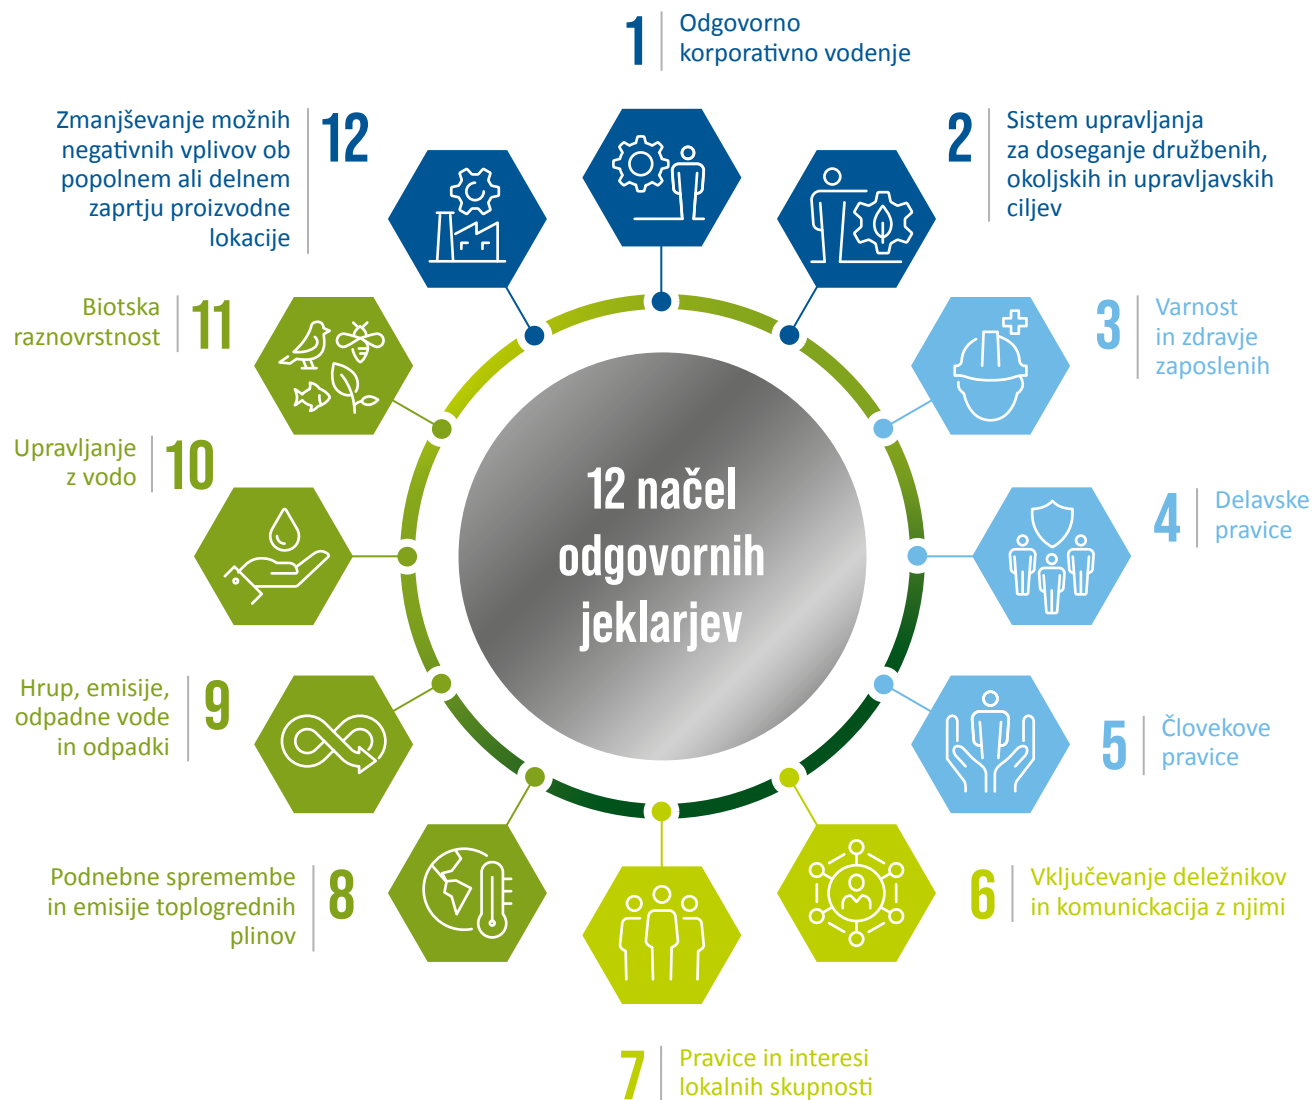 12 načel
odgovornih
jeklarjev
1
Odgovorno
korporativno vodenje
2
Sistem upravljanja
za doseganje družbenih,
okoljskih in upravljavskih
ciljev
3
Varnost
in zdravje
zaposlenih
4
Delavske
pravice
5
Človekove
pravice
6
Vključevanje deležnikov
in komunickacija z njimi
7
Pravice in interesi
lokalnih skupnosti
8
Podnebne spremembe
in emisije toplogrednih
plinov
9
Hrup, emisije,
odpadne vode
in odpadki
10
Upravljanje
z vodo
11
Biotska
raznovrstnost
12
Zmanjševanje možnih
negativnih vplivov ob
popolnem ali delnem
zaprtju proizvodne
lokacije